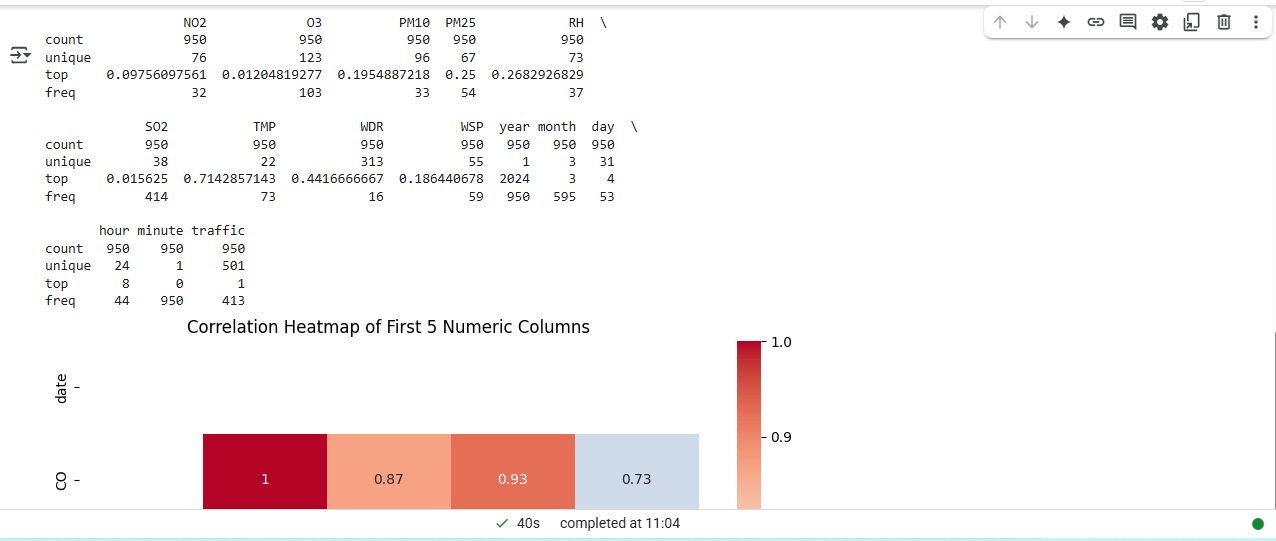 NO2 O3 PM10 PM25 RH \
count 950 950 950 950 950
unique 76 123 96 67 73
top 0.09756097561 0.01204819277 0.1954887218 0.25 0.2682926829
freq 32 103 33 54 37
SO2 TMP WDR WSP year month day \
count 950 950 950 950 950 950 950
unique 38 22 313 55 1 3 31
top 0.015625 0.7142857143 0.4416666667 0.186440678 2024 3 4
freq 414 73 16 59 950 595 53
hour minute traffic
count 950 950 950
unique 24 1 501
top 8 0 1
freq 44 950 413
Correlation Heatmap of First 5 Numeric Columns
1.0
date
0.9
CO 1 0.87 0.93 0.73
40s completed at 11:04